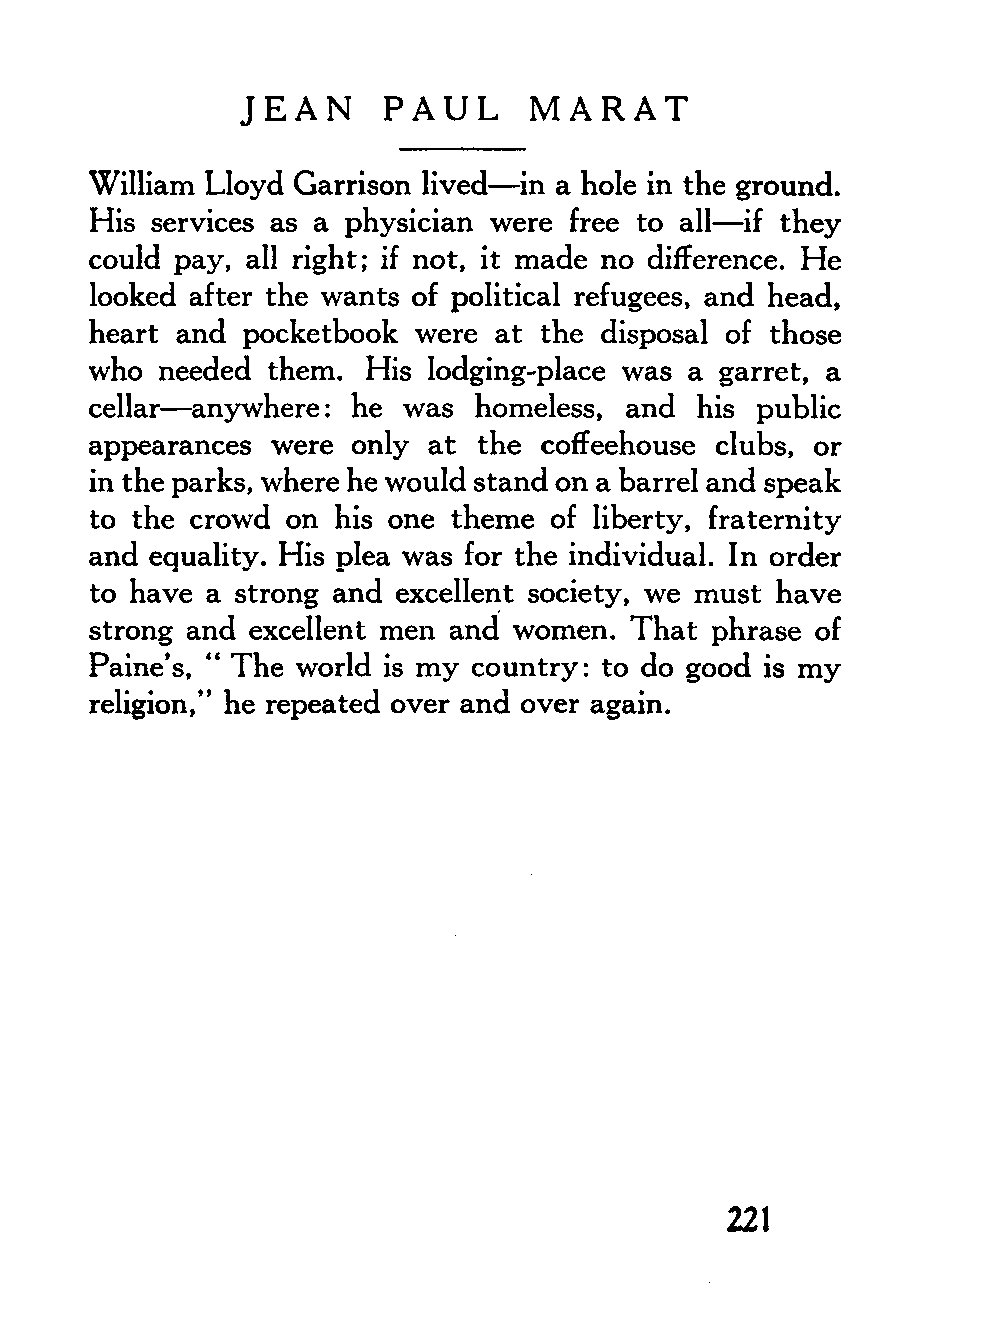 JEAN PAUL MARAT
William Lloyd Garrison lived—in a hole in the ground.
His services as a physician were free to all—if they
could pay, all right; if not, it made no difference. He
looked after the wants of political refugees, and head,
heart and pocketbook were at the disposal of those
who needed them. His lodging-place was a garret, a
cellar—anywhere: he was homeless, and his public
appearances were only at the coffeehouse clubs, or
in the parks, where he would stand on a barrel and speak
to the crowd on his one theme of liberty, fraternity
and equality. His plea was for the individual. In order
to have a strong and excellent society, we must have
strong and excellent men and women. That phrase of
Paine's, “ The world is my country: to do good is my
religion,” he repeated over and over again.
221